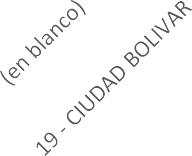 (en blanco)
19 - CIUDAD BOLIVAR